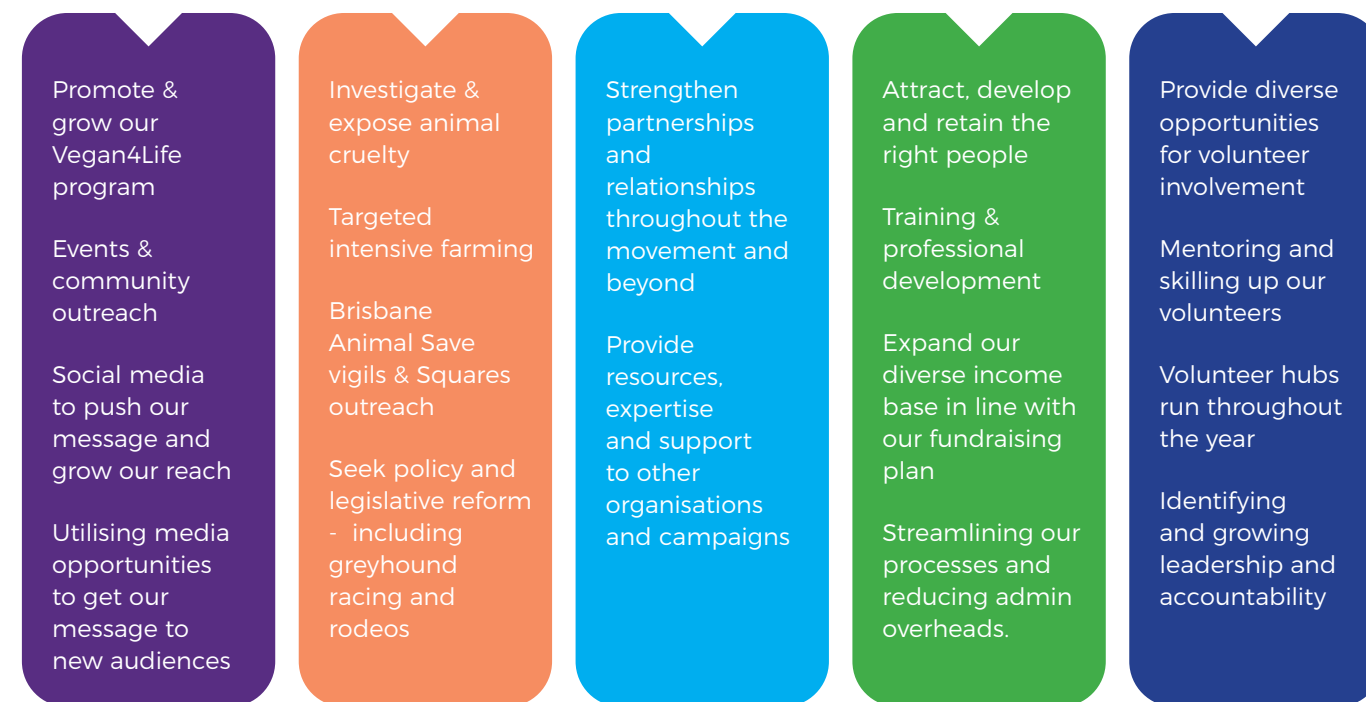 Promote &
grow our
Vegan4Life
program
Events &
community
outreach
Social media
to push our
message and
grow our reach
Utilising media
opportunities
to get our
message to
new audiences
Investigate &
expose animal
cruelty
Targeted
intensive farming
Brisbane
Animal Save
vigils & Squares
outreach
Seek policy and
legislative reform
- including
greyhound
racing and
rodeos
Strengthen
partnerships
and
relationships
throughout the
movement and
beyond
Provide
resources,
expertise
and support
to other
organisations
and campaigns
Attract, develop
and retain the
right people
Training &
professional
development
Expand our
diverse income
base in line with
our fundraising
plan
Streamlining our
processes and
reducing admin
overheads.
Provide diverse
opportunities
for volunteer
involvement
Mentoring and
skilling up our
volunteers
Volunteer hubs
run throughout
the year
Identifying
and growing
leadership and
accountability